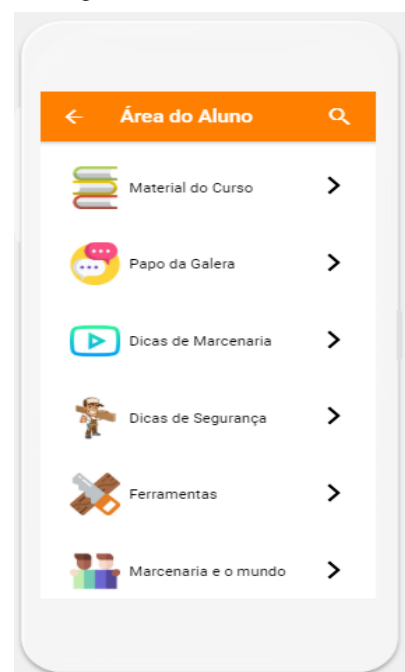 Área do Aluno
Material do Curso
Papo da Galera
Dicas de Marcenaria
Dicas de Segurança
Ferramentas
Marcenaria e o mundo